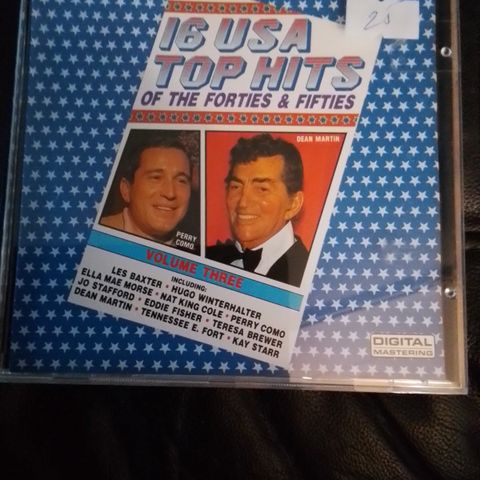 25
16 USA
TOP HITS
OF THE FORTIES & FIFTIES
DEAN MARTIN
PERRY
COMO
VOLUME THREE
INCLUDING:
LES BAXTER • HUGO WINTERHALTER
ELLA MAE MORSE • NAT KING COLE • PERRY COMO
JO STAFFORD • EDDIE FISHER • TERESA BREWER
DEAN MARTIN • TENNESSEE E. FORT • KAY STARR
DIGITAL
MASTERING